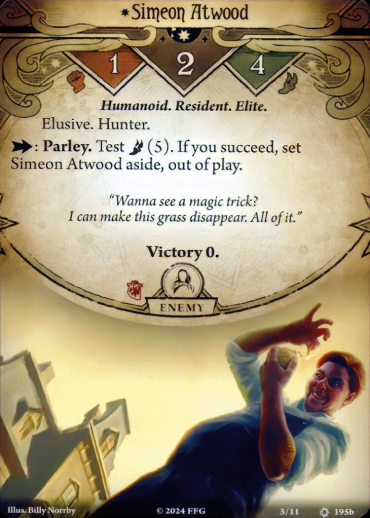 Simeon Atwood
1 2 4
Humanoid. Resident. Elite.
Elusive. Hunter.
: Parley. Test (5). If you succeed, set
Simeon Atwood aside, out of play.
“Wanna see a magic trick?
I can make this grass disappear. All of it.”
Victory 0.
ENEMY
Illus. Billy Norrby © 2024 FFG 3/11 195b